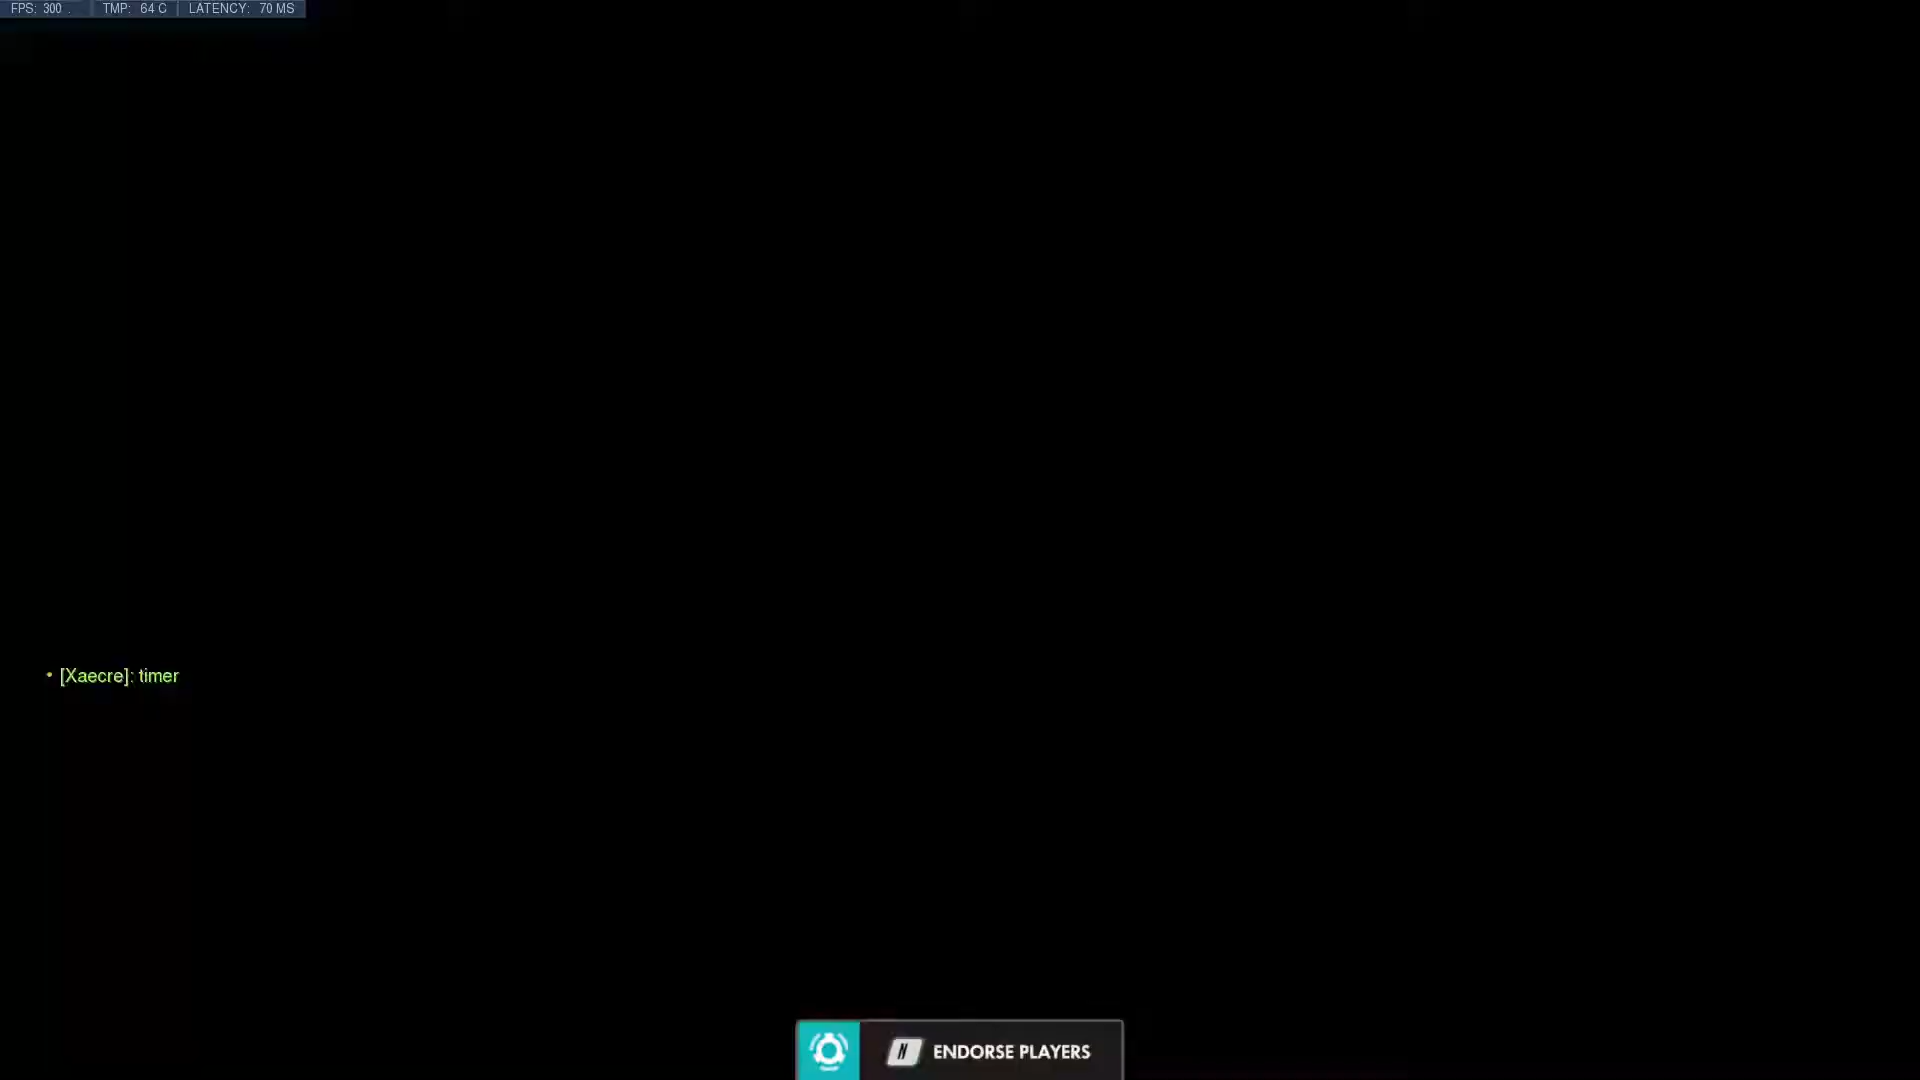 FPS: 300 . TMP: 64 C LATENCY: 70 MS
• [Xaecre]: timer
N ENDORSE PLAYERS